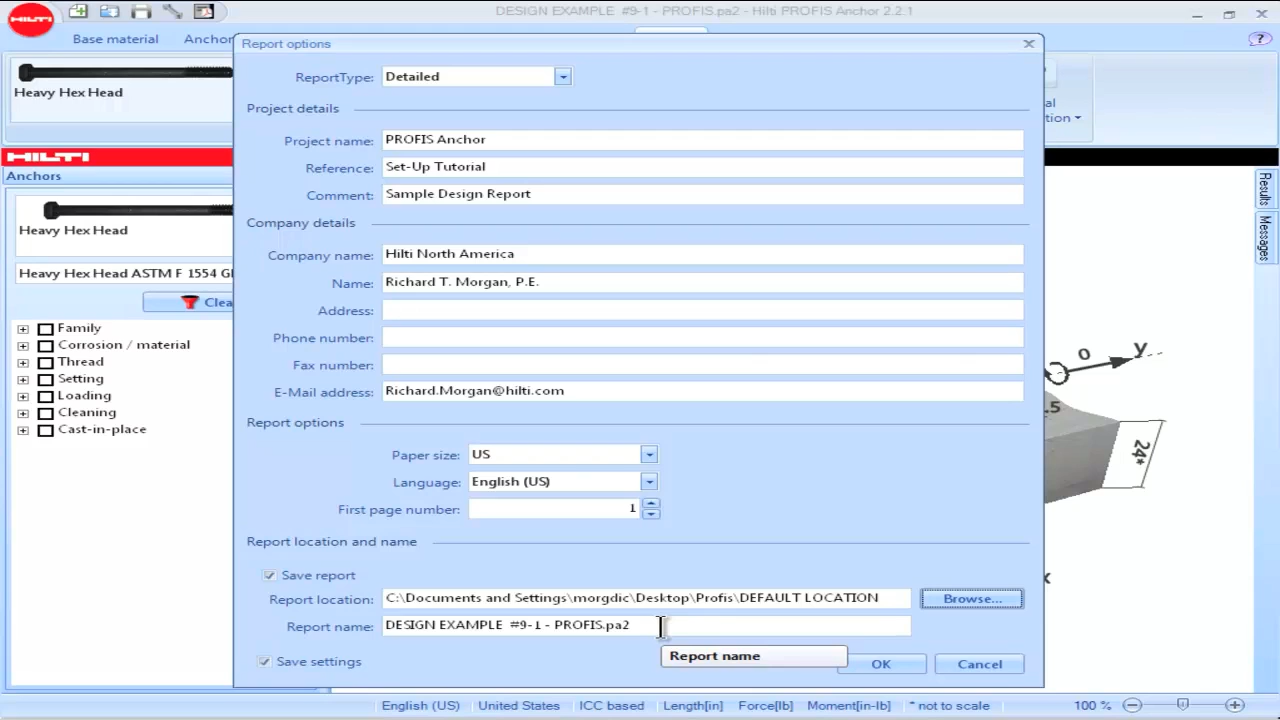 DESIGN EXAMPLE #9-1 - PROFIS.pa2 - Hilti PROFIS Anchor 2.2.1
HILTI
Base material
Anchor
Report options
Heavy Hex Head
ReportType: Detailed
Project details
Project name: PROFIS Anchor
Reference: Set-Up Tutorial
Comment: Sample Design Report
Company details
Company name: Hilti North America
Name: Richard T. Morgan, P.E.
Address:
Phone number:
Fax number:
E-Mail address: Richard.Morgan@hilti.com
Report options
Paper size: US
Language: English (US)
First page number: 1
Report location and name
Save report
Report location: C:\Documents and Settings\morgdic\Desktop\Profis\DEFAULT LOCATION
Browse...
Report name: DESIGN EXAMPLE #9-1 - PROFIS.pa2
Report name
Save settings
OK
Cancel
HILTI
Anchors
Heavy Hex Head
Heavy Hex Head ASTM F 1554 G
Clea
Family
Corrosion / material
Thread
Setting
Loading
Cleaning
Cast-in-place
al
tion
?
Results
Messages
0
y
.5
24*
x
English (US)
United States
ICC based
Length[in]
Force[lb]
Moment[in-lb]
* not to scale
100 %